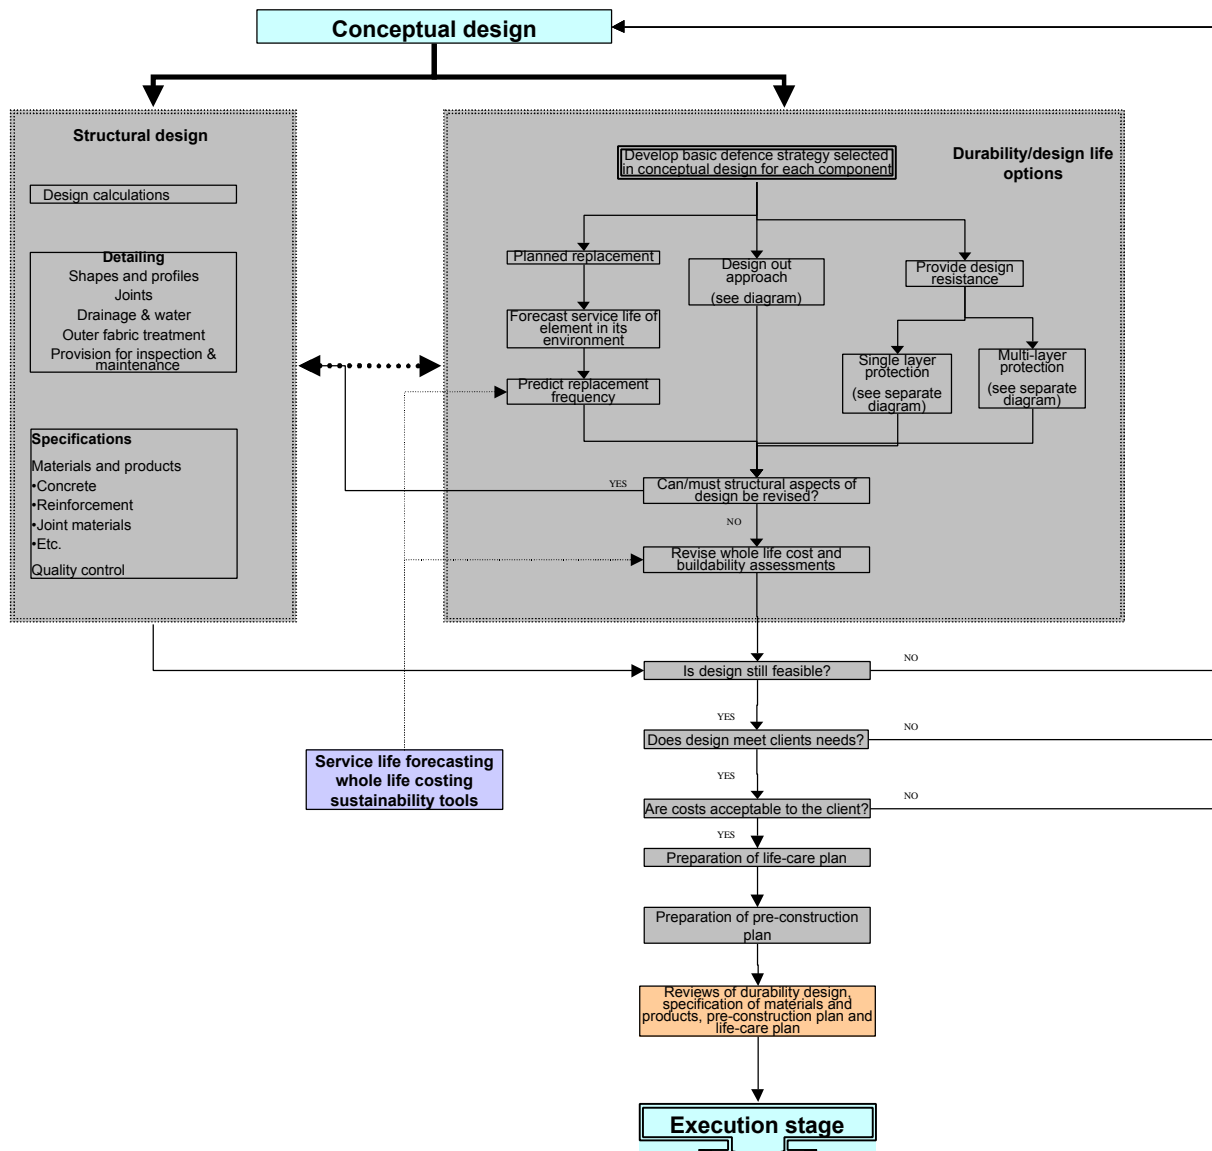 Conceptual design
Structural design
Design calculations
Detailing
Shapes and profiles
Joints
Drainage & water
Outer fabric treatment
Provision for inspection &
maintenance
Specifications
Materials and products
•Concrete
•Reinforcement
•Joint materials
•Etc.
Quality control
Develop basic defence strategy selected
in conceptual design for each component
Durability/design life
options
Planned replacement
Design out
approach
(see diagram)
Provide design
resistance
Forecast service life of
element in its
environment
Single layer
protection
(see separate
diagram)
Multi-layer
protection
(see separate
diagram)
Predict replacement
frequency
YES
Can/must structural aspects of
design be revised?
NO
Revise whole life cost and
buildability assessments
Is design still feasible?
NO
YES
Does design meet clients needs?
NO
Service life forecasting
whole life costing
sustainability tools
YES
Are costs acceptable to the client?
NO
YES
Preparation of life-care plan
Preparation of pre-construction
plan
Reviews of durability design,
specification of materials and
products, pre-construction plan and
life-care plan
Execution stage